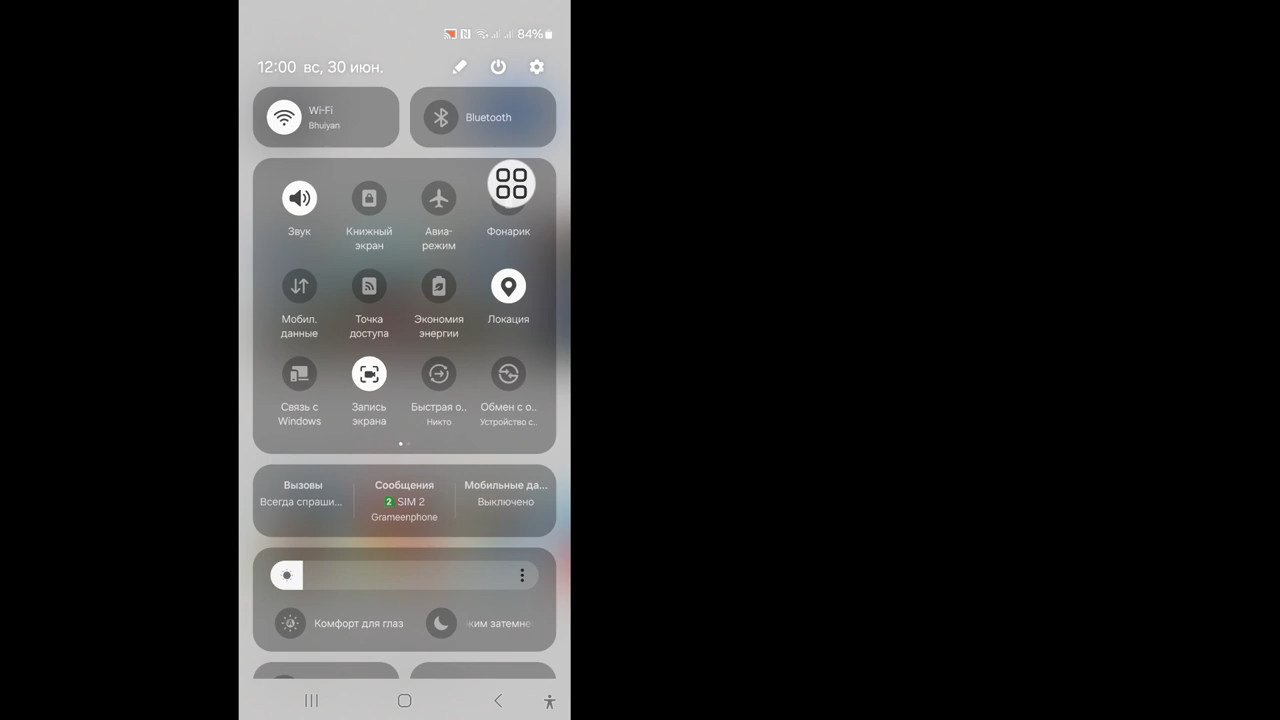 84%
12:00 вс, 30 июн.
Wi-Fi
Bhuiyan
Bluetooth
Звук
Книжный
экран
Авиа-
режим
Фонарик
Мобил.
данные
Точка
доступа
Экономия
энергии
Локация
Связь с
Windows
Запись
экрана
Быстрая о..
Никто
Обмен с о..
Устройство с..
Вызовы
Всегда спраши...
Сообщения
2 SIM 2
Grameenphone
Мобильные да...
Выключено
Комфорт для глаз
ким затемне